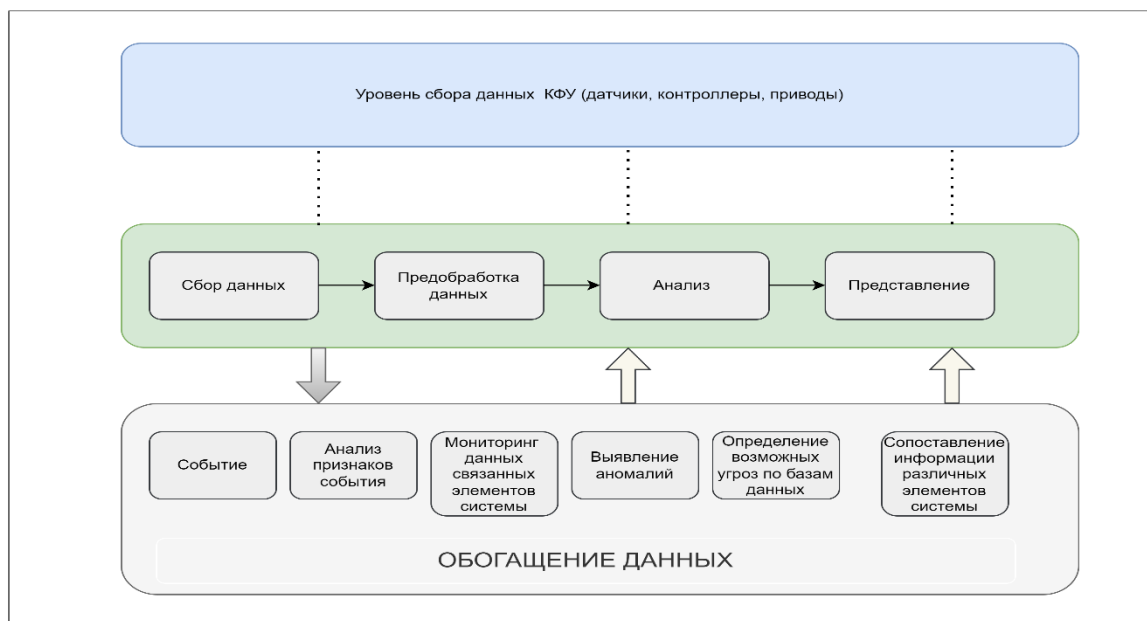 Уровень сбора данных КФУ (датчики, контроллеры, приводы)
Сбор данных
Предобработка
данных
Анализ
Представление
Событие
Анализ
признаков
события
Мониторинг
данных
связанных
элементов
системы
Выявление
аномалий
Определение
возможных
угроз по базам
данных
Сопоставление
информации
различных
элементов
системы
ОБОГАЩЕНИЕ ДАННЫХ